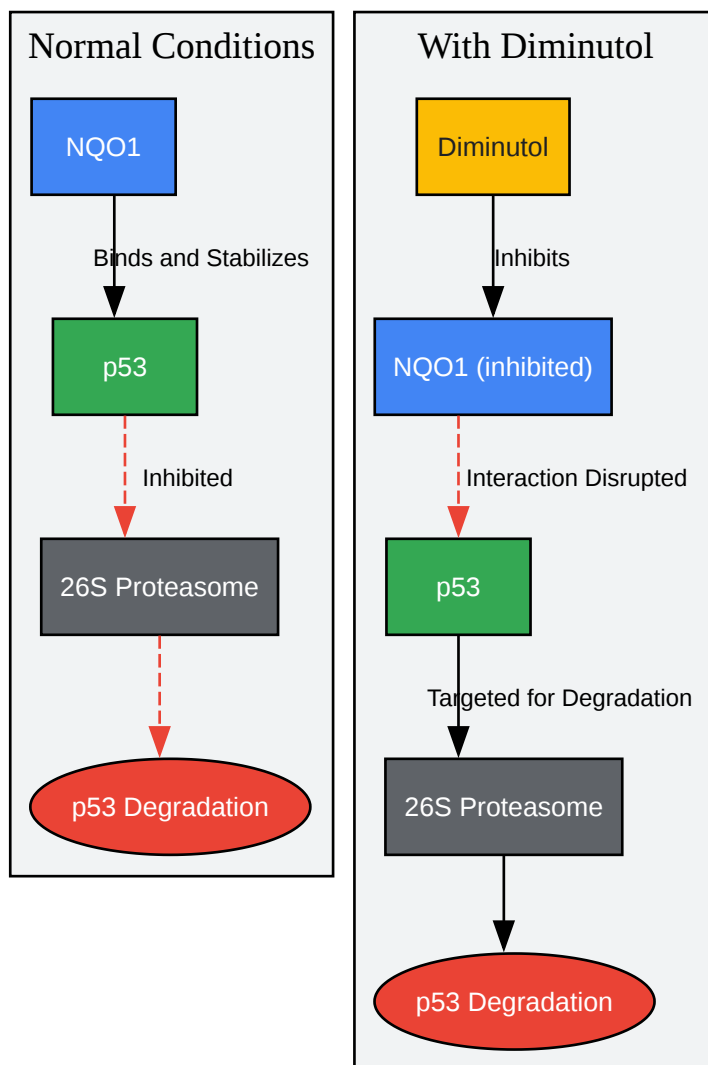 Normal Conditions
NQO1
Binds and Stabilizes
p53
Inhibited
26S Proteasome
p53 Degradation
With Diminutol
Diminutol
Inhibits
NQO1 (inhibited)
Interaction Disrupted
p53
Targeted for Degradation
26S Proteasome
p53 Degradation